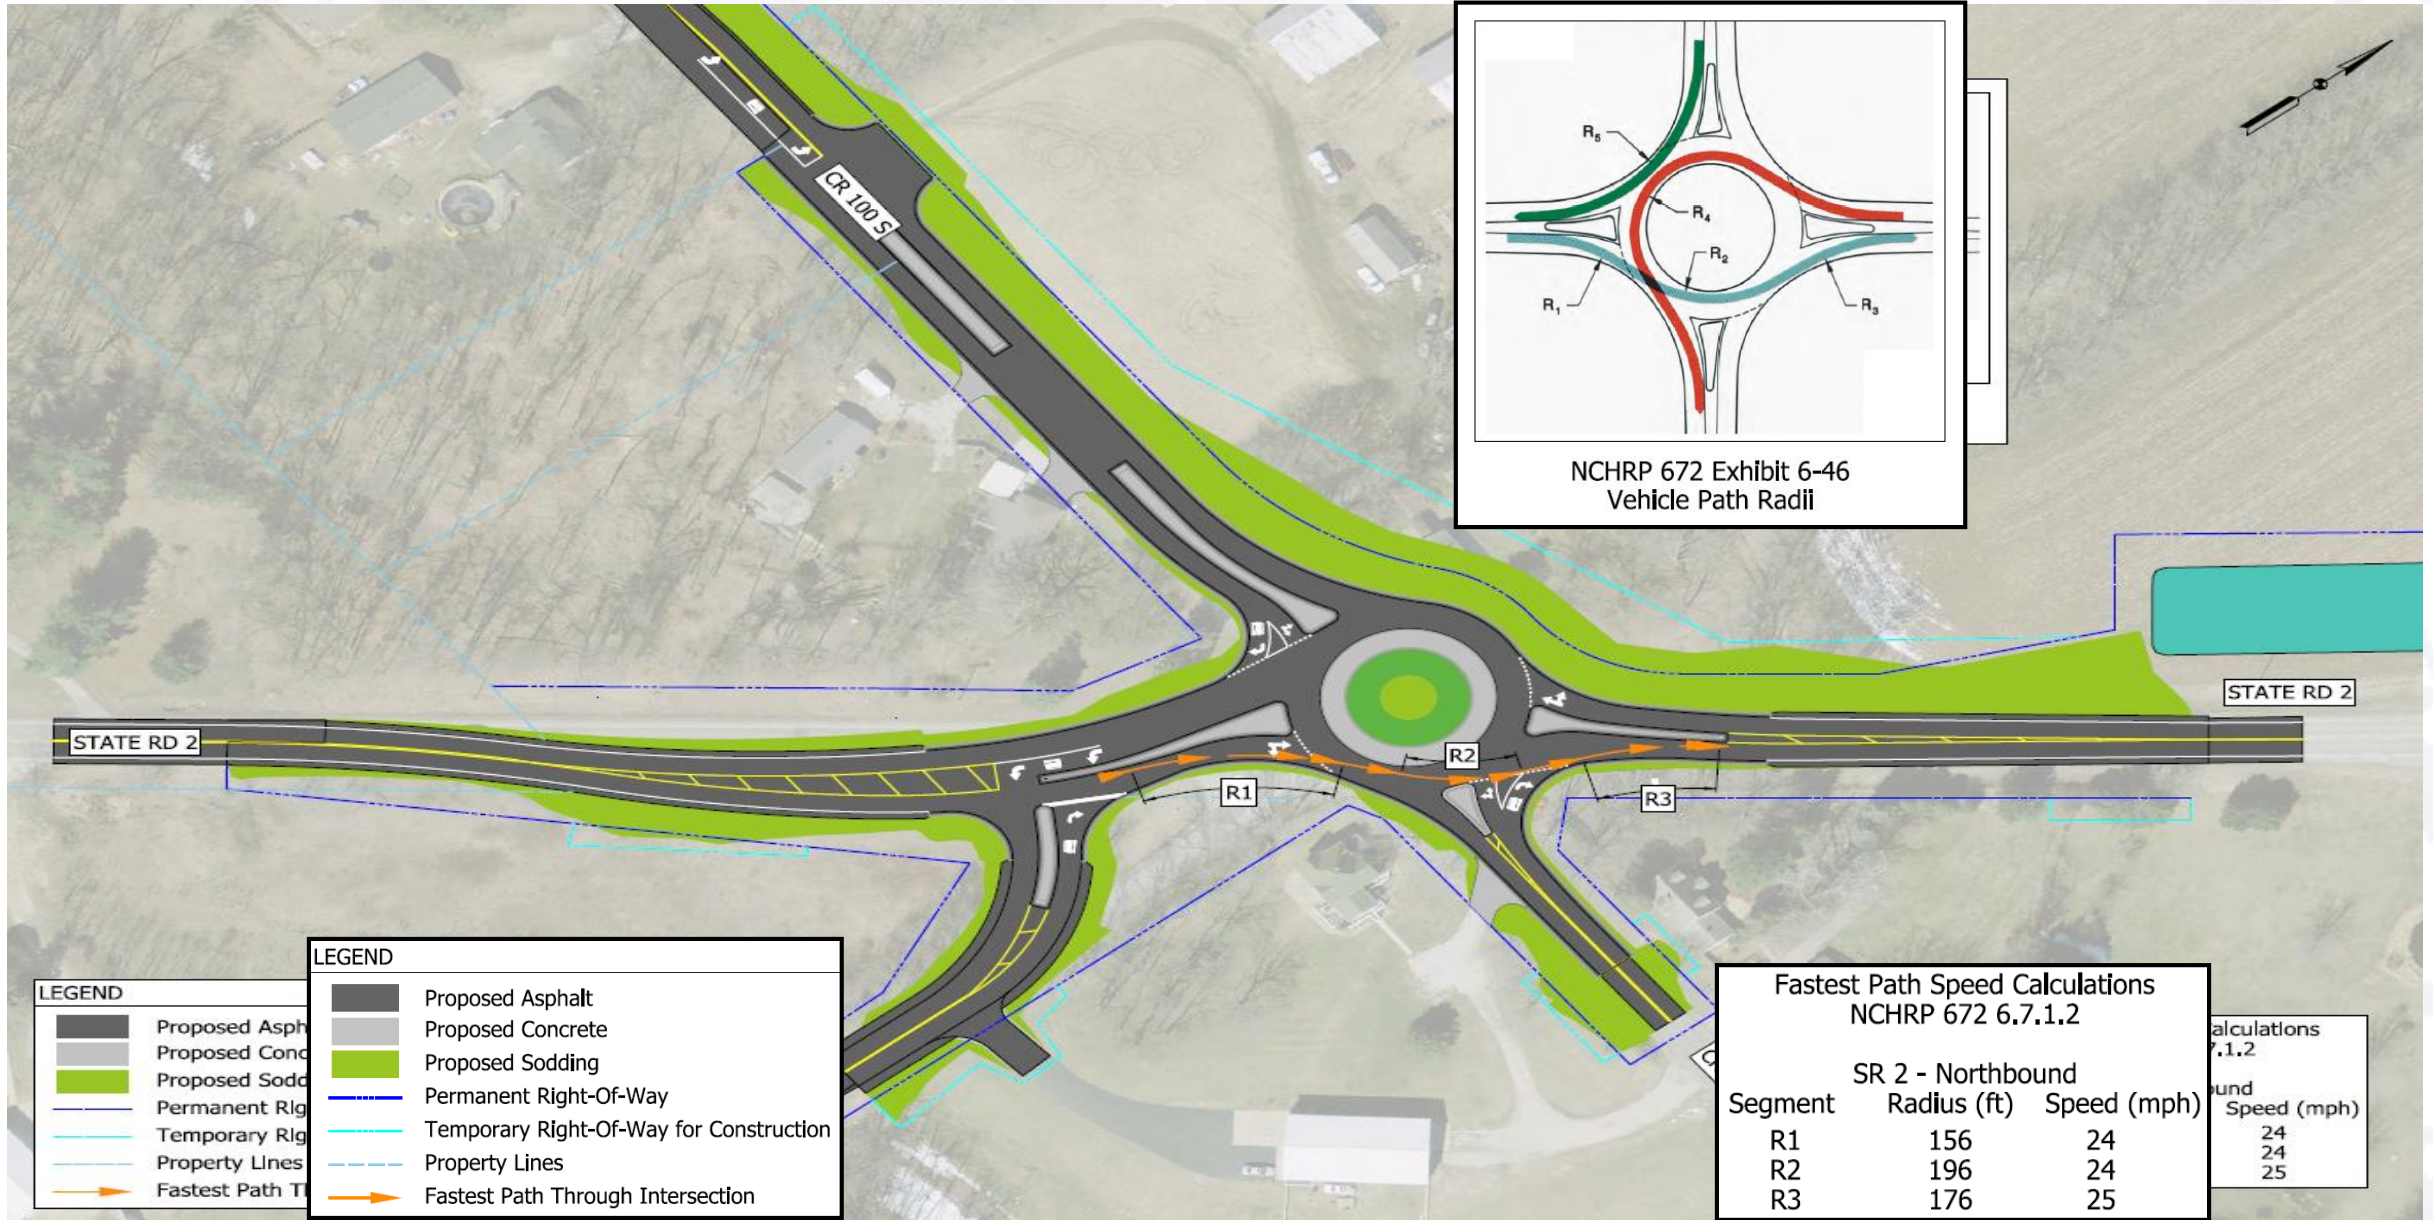 CR 100 S
R5
R4
R2
R1
R3
NCHRP 672 Exhibit 6-46
Vehicle Path Radii
STATE RD 2
STATE RD 2
R1
R2
R3
LEGEND
Proposed Asphalt
Proposed Concrete
Proposed Sodding
Permanent Right-Of-Way
Temporary Right-Of-Way for Construction
Property Lines
Fastest Path Through Intersection
LEGEND
Proposed Asph
Proposed Conc
Proposed Sodd
Permanent Rig
Temporary Rig
Property Lines
Fastest Path T
Fastest Path Speed Calculations
NCHRP 672 6.7.1.2
SR 2 - Northbound
Segment Radius (ft) Speed (mph)
R1 156 24
R2 196 24
R3 176 25
alculations
7.1.2
ound
Speed (mph)
24
24
25